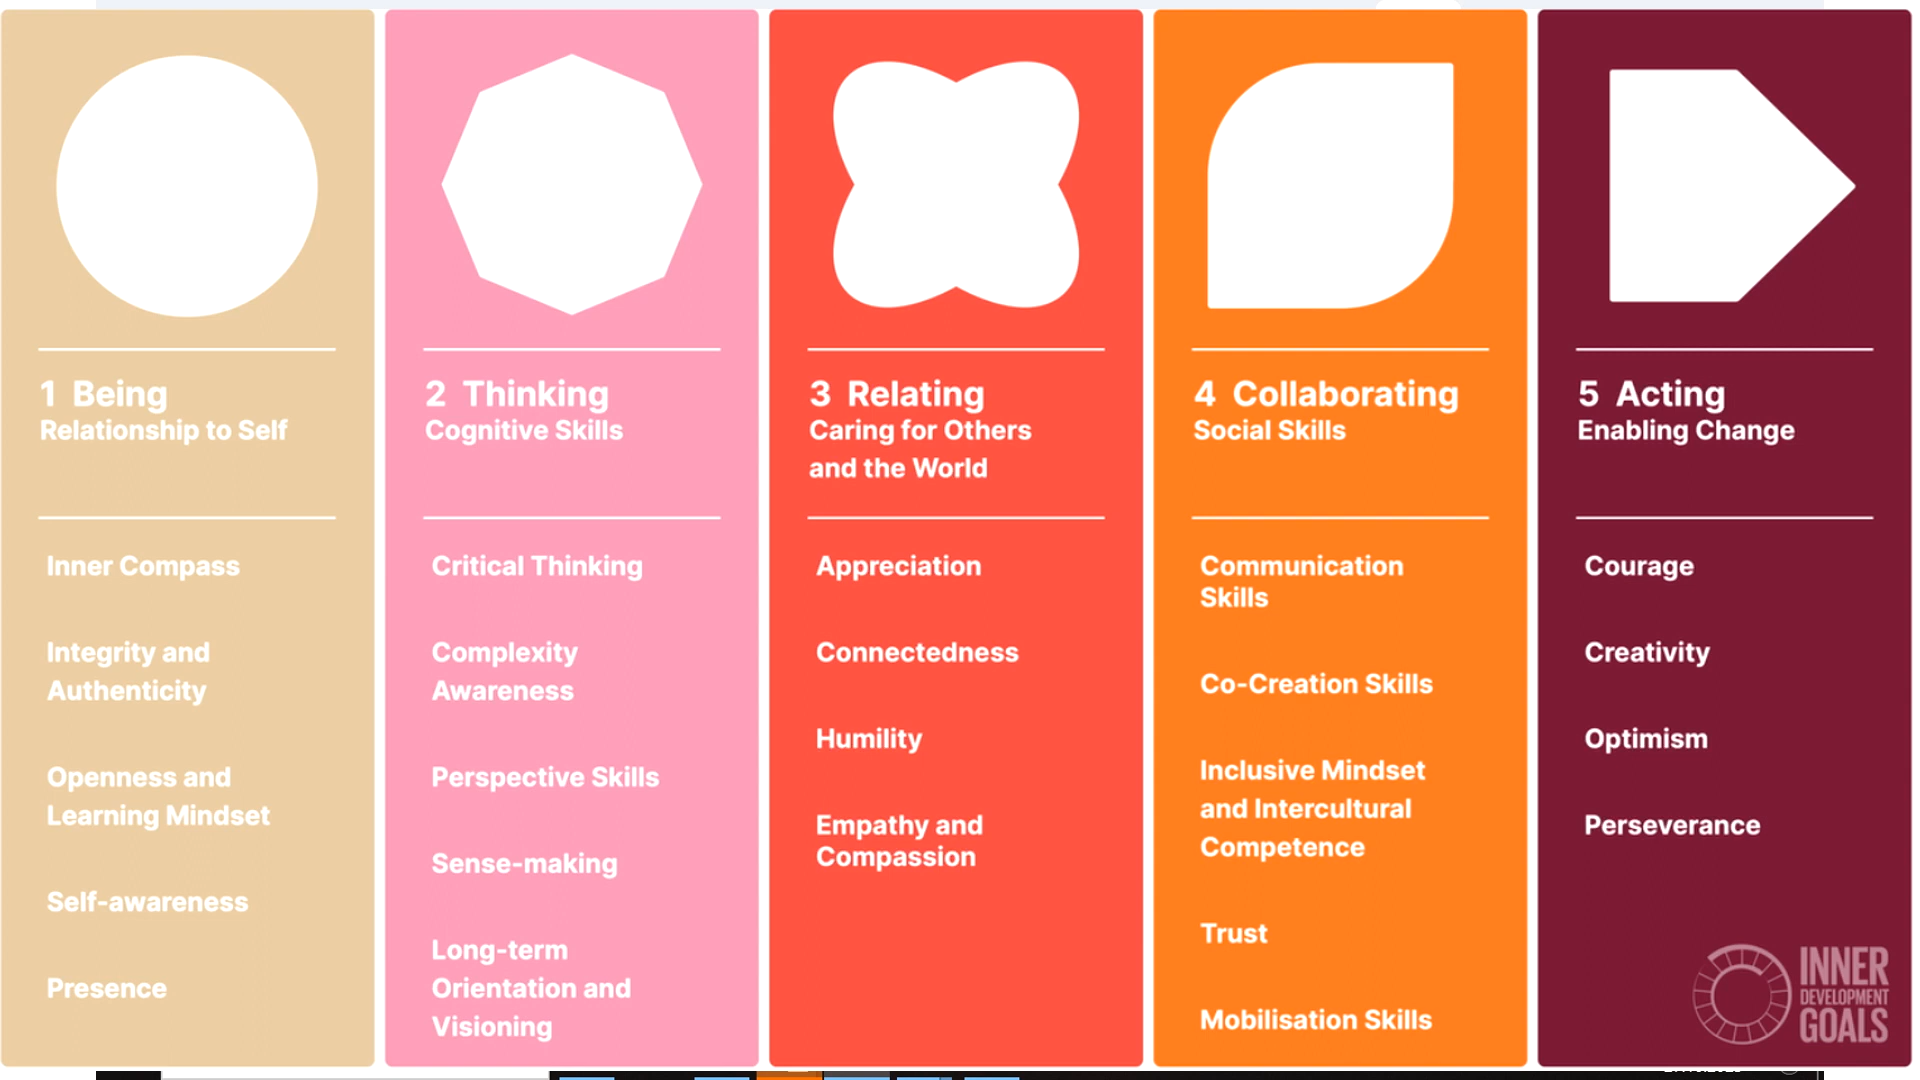 1 Being
Relationship to Self
Inner Compass
Integrity and
Authenticity
Openness and
Learning Mindset
Self-awareness
Presence
2 Thinking
Cognitive Skills
Critical Thinking
Complexity
Awareness
Perspective Skills
Sense-making
Long-term
Orientation and
Visioning
3 Relating
Caring for Others
and the World
Appreciation
Connectedness
Humility
Empathy and
Compassion
4 Collaborating
Social Skills
Communication
Skills
Co-Creation Skills
Inclusive Mindset
and Intercultural
Competence
Trust
Mobilisation Skills
5 Acting
Enabling Change
Courage
Creativity
Optimism
Perseverance
INNER
DEVELOPMENT
GOALS